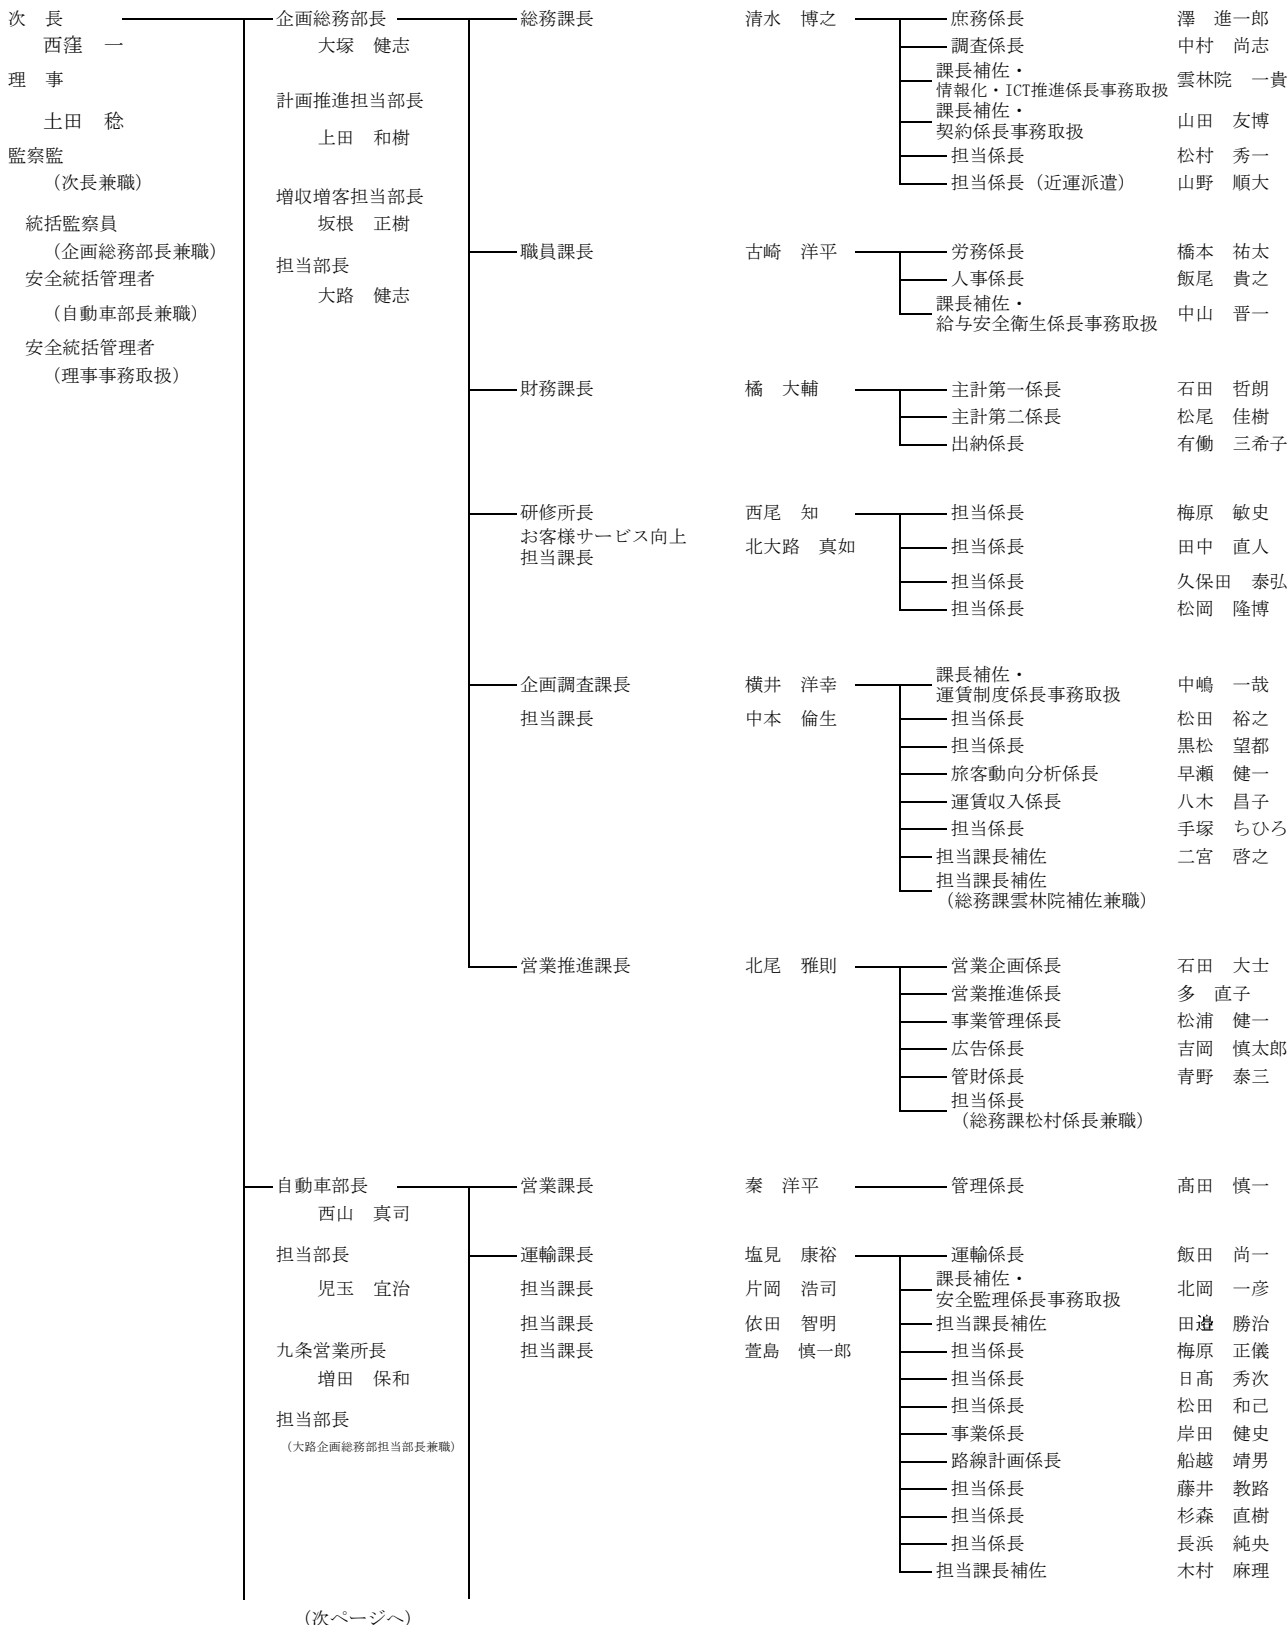 次　長　企画総務部長　総務課長　清水　博之　庶務係長　澤　進一郎
西窪　一　大塚　健志　調査係長　中村　尚志
理　事　課長補佐・
情報化・ICT推進係長事務取扱　雲林院　一貴
計画推進担当部長　課長補佐・
土田　稔　契約係長事務取扱　山田　友博
上田　和樹
監察監　担当係長　松村　秀一
（次長兼職）　担当係長（近運派遣）　山野　順大
増収増客担当部長
統括監察員　坂根　正樹
（企画総務部長兼職）　職員課長　古崎　洋平　労務係長　橋本　祐太
担当部長
安全統括管理者　人事係長　飯尾　貴之
大路　健志　課長補佐・
（自動車部長兼職）　給与安全衛生係長事務取扱　中山　晋一
安全統括管理者
（理事事務取扱）
財務課長　橘　大輔　主計第一係長　石田　哲朗
主計第二係長　松尾　佳樹
出納係長　有働　三希子
研修所長　西尾　知　担当係長　梅原　敏史
お客様サービス向上
担当課長　北大路　真如　担当係長　田中　直人
担当係長　久保田　泰弘
担当係長　松岡　隆博
企画調査課長　横井　洋幸　課長補佐・
運賃制度係長事務取扱　中嶋　一哉
担当課長　中本　倫生　担当係長　松田　裕之
担当係長　黒松　望都
旅客動向分析係長　早瀬　健一
運賃収入係長　八木　昌子
担当係長　手塚　ちひろ
担当課長補佐　二宮　啓之
担当課長補佐
（総務課雲林院補佐兼職）
営業推進課長　北尾　雅則　営業企画係長　石田　大士
営業推進係長　多　直子
事業管理係長　松浦　健一
広告係長　吉岡　慎太郎
管財係長　青野　泰三
担当係長
（総務課松村係長兼職）
自動車部長　営業課長　秦　洋平　管理係長　髙田　慎一
西山　真司
担当部長　運輸課長　塩見　康裕　運輸係長　飯田　尚一
児玉　宜治　担当課長　片岡　浩司　課長補佐・
安全監理係長事務取扱　北岡　一彦
担当課長　依田　智明　担当課長補佐　田邉　勝治
九条営業所長　担当課長　萱島　慎一郎　担当係長　梅原　正儀
増田　保和　担当係長　日髙　秀次
担当部長　担当係長　松田　和己
（大路企画総務部担当部長兼職）　事業係長　岸田　健史
路線計画係長　船越　靖男
担当係長　藤井　教路
担当係長　杉森　直樹
担当係長　長浜　純央
担当課長補佐　木村　麻理
（次ページへ）